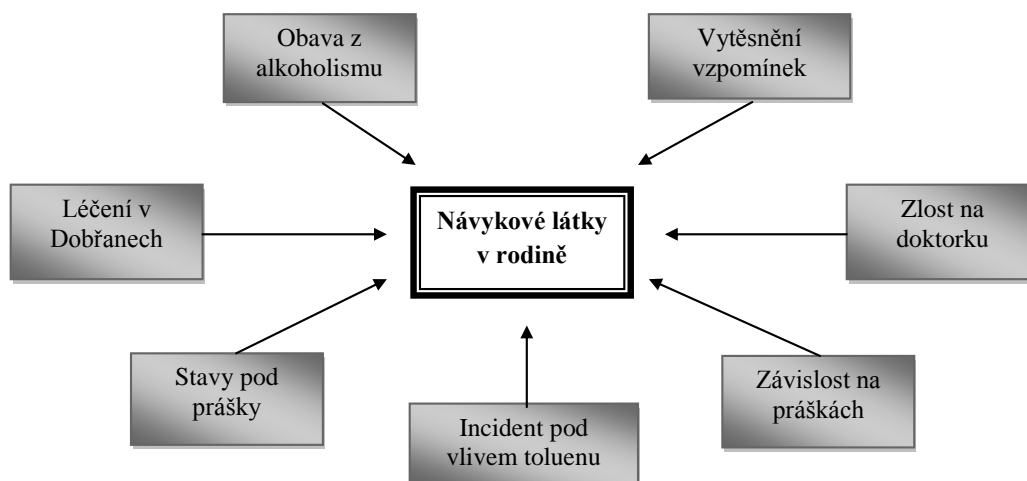 Obava z
alkoholismu
Vytěsnění
vzpomínek
Léčení v
Dobřanech
Návykové látky
v rodině
Zlost na
doktorku
Stavy pod
prášky
Incident pod
vlivem toluenu
Závislost na
práškách